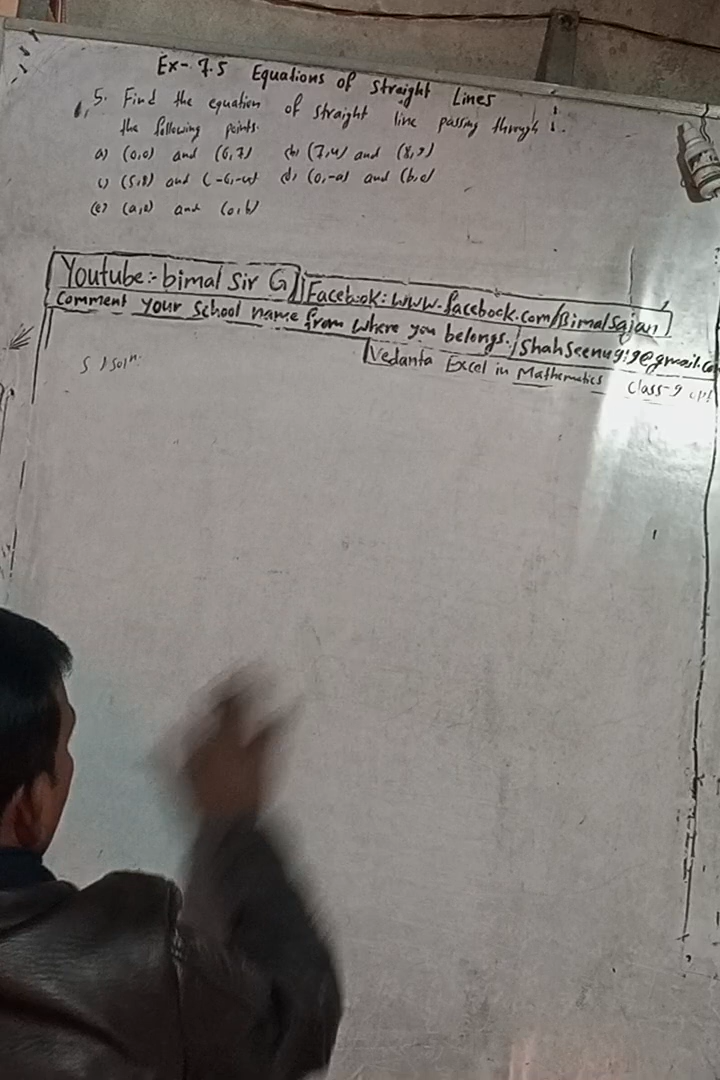 Ex-. 7.5 Equations of Straight Lines
5. Find the equation of straight line passing through
the following points.
a) (0,0) and (6,7) (b) (7,4) and
c) (5,8) and (-6,-4) (d) (0,-a) and (b,0)
(e) (a,0) and (0,b)
Youtube:- bimal Sir G Facebook: www.facebook.com/Bimalsajan
Comment your School name from where you belongs. shahseenu919@gmail.co
Vedanta Excel in Mathematics Class-9
5 ) Solⁿ: